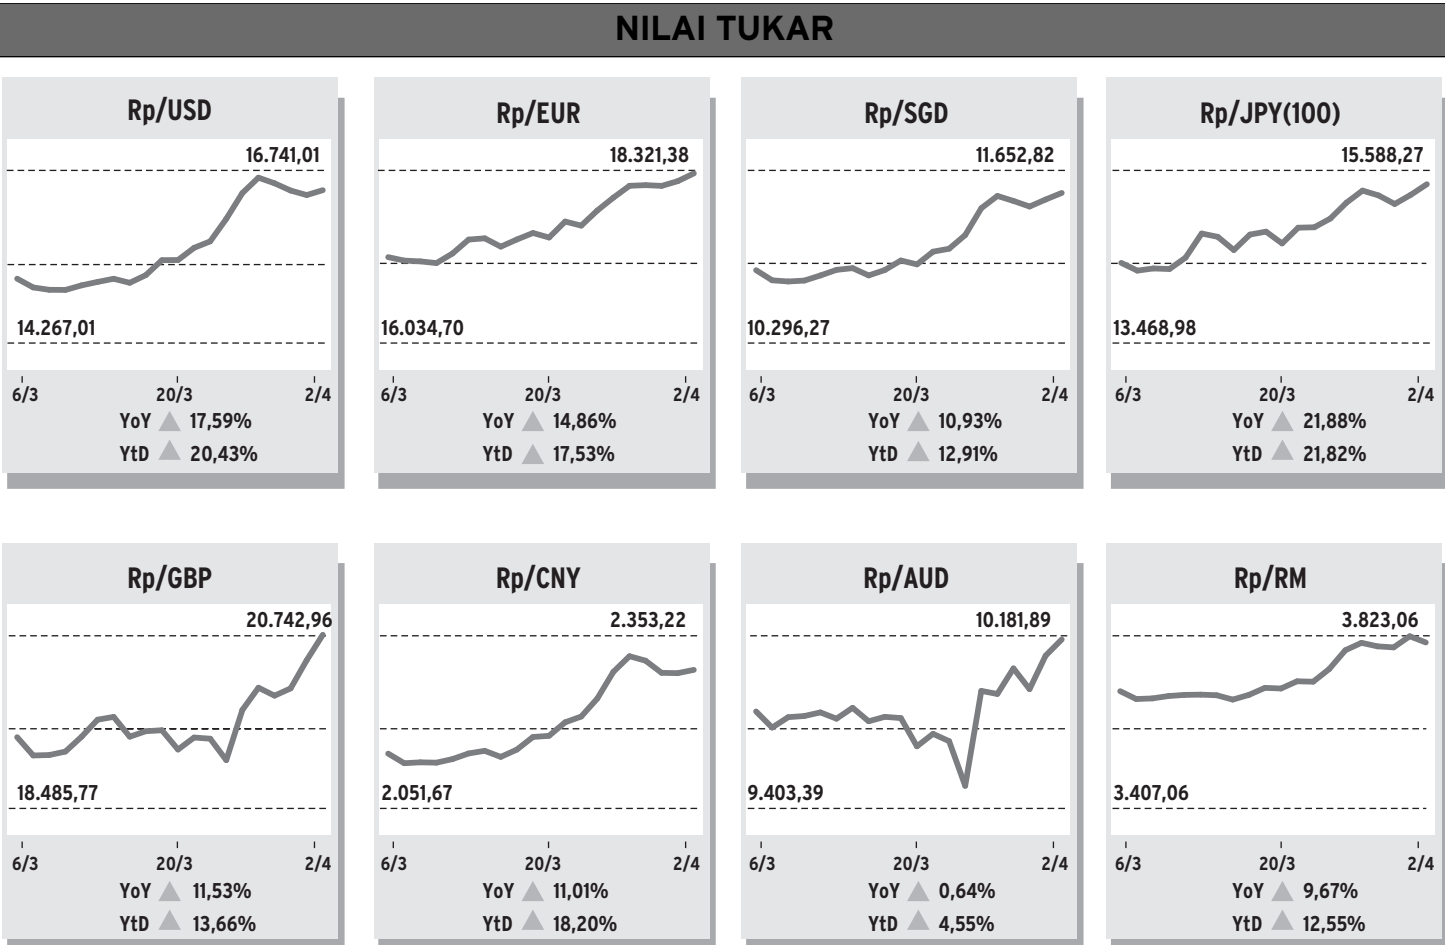 NILAI TUKAR
Rp/USD
16.741,01
14.267,01
6/3 20/3 2/4
YoY 17,59%
YtD 20,43%
Rp/EUR
18.321,38
16.034,70
6/3 20/3 2/4
YoY 14,86%
YtD 17,53%
Rp/SGD
11.652,82
10.296,27
6/3 20/3 2/4
YoY 10,93%
YtD 12,91%
Rp/JPY(100)
15.588,27
13.468,98
6/3 20/3 2/4
YoY 21,88%
YtD 21,82%
Rp/GBP
20.742,96
18.485,77
6/3 20/3 2/4
YoY 11,53%
YtD 13,66%
Rp/CNY
2.353,22
2.051,67
6/3 20/3 2/4
YoY 11,01%
YtD 18,20%
Rp/AUD
10.181,89
9.403,39
6/3 20/3 2/4
YoY 0,64%
YtD 4,55%
Rp/RM
3.823,06
3.407,06
6/3 20/3 2/4
YoY 9,67%
YtD 12,55%